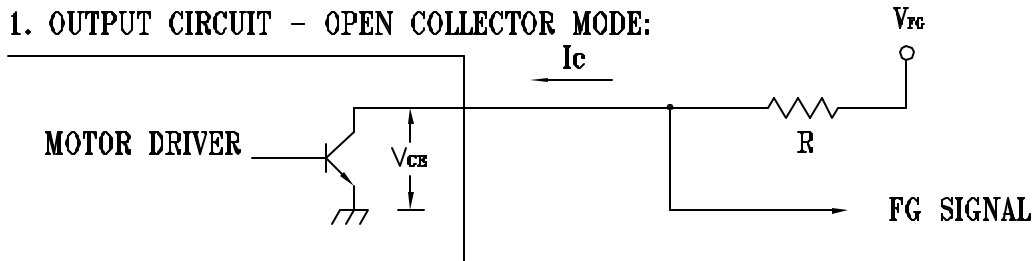 1. OUTPUT CIRCUIT - OPEN COLLECTOR MODE:
VFG
Ic
MOTOR DRIVER
VCE
R
FG SIGNAL